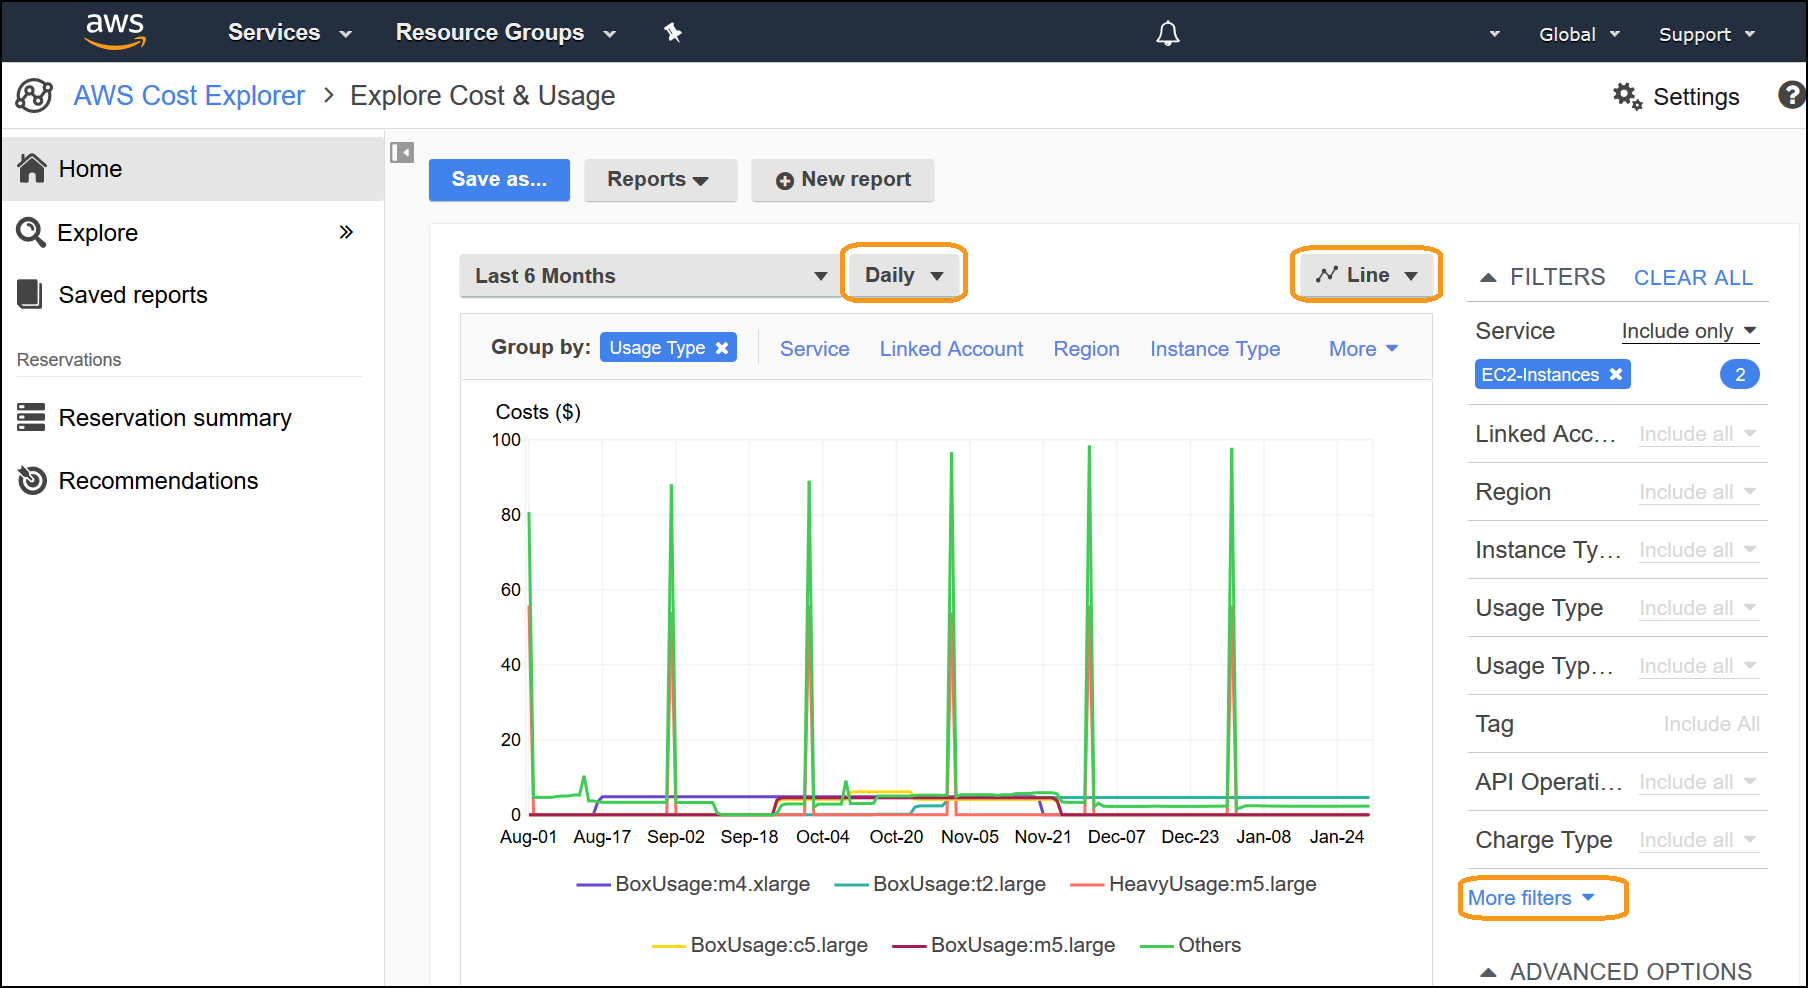 aws
Services
Resource Groups
Global
Support
AWS Cost Explorer > Explore Cost & Usage
Settings
?
Home
Explore
Saved reports
Reservations
Reservation summary
Recommendations
Save as...
Reports
New report
Last 6 Months
Daily
Line
Group by: Usage Type
Service
Linked Account
Region
Instance Type
More
Costs ($)
100
80
60
40
20
0
Aug-01 Aug-17 Sep-02 Sep-18 Oct-04 Oct-20 Nov-05 Nov-21 Dec-07 Dec-23 Jan-08 Jan-24
BoxUsage:m4.xlarge
BoxUsage:t2.large
HeavyUsage:m5.large
BoxUsage:c5.large
BoxUsage:m5.large
Others
FILTERS
CLEAR ALL
Service
Include only
EC2-Instances
2
Linked Acc...
Include all
Region
Include all
Instance Ty...
Include all
Usage Type
Include all
Usage Typ...
Include all
Tag
Include All
API Operati...
Include all
Charge Type
Include all
More filters
ADVANCED OPTIONS